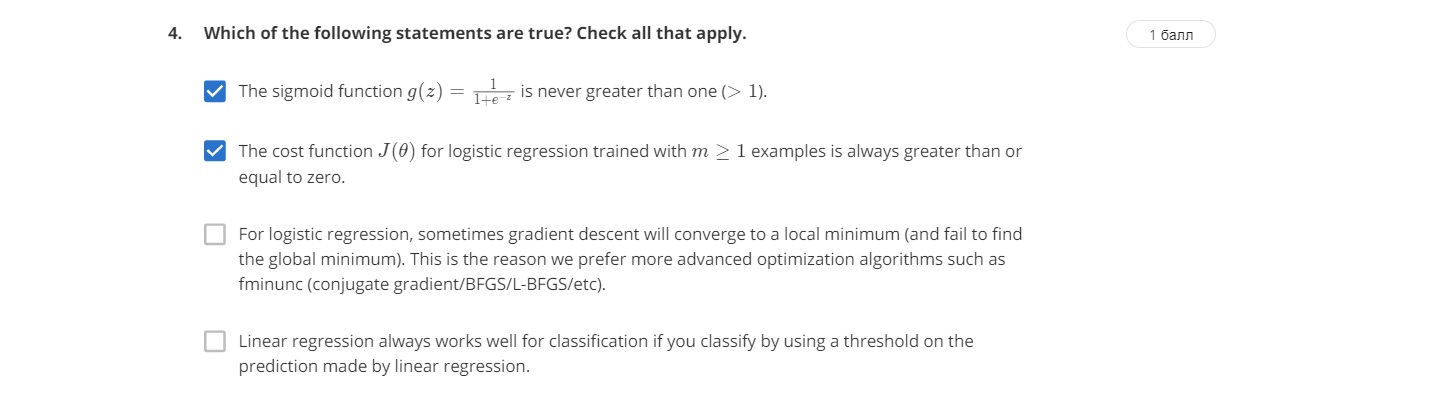 4. Which of the following statements are true? Check all that apply.
1 балл
The sigmoid function g(z) = 1/(1+e^{-z}) is never greater than one (> 1).
The cost function J(θ) for logistic regression trained with m ≥ 1 examples is always greater than or
equal to zero.
For logistic regression, sometimes gradient descent will converge to a local minimum (and fail to find
the global minimum). This is the reason we prefer more advanced optimization algorithms such as
fminunc (conjugate gradient/BFGS/L-BFGS/etc).
Linear regression always works well for classification if you classify by using a threshold on the
prediction made by linear regression.